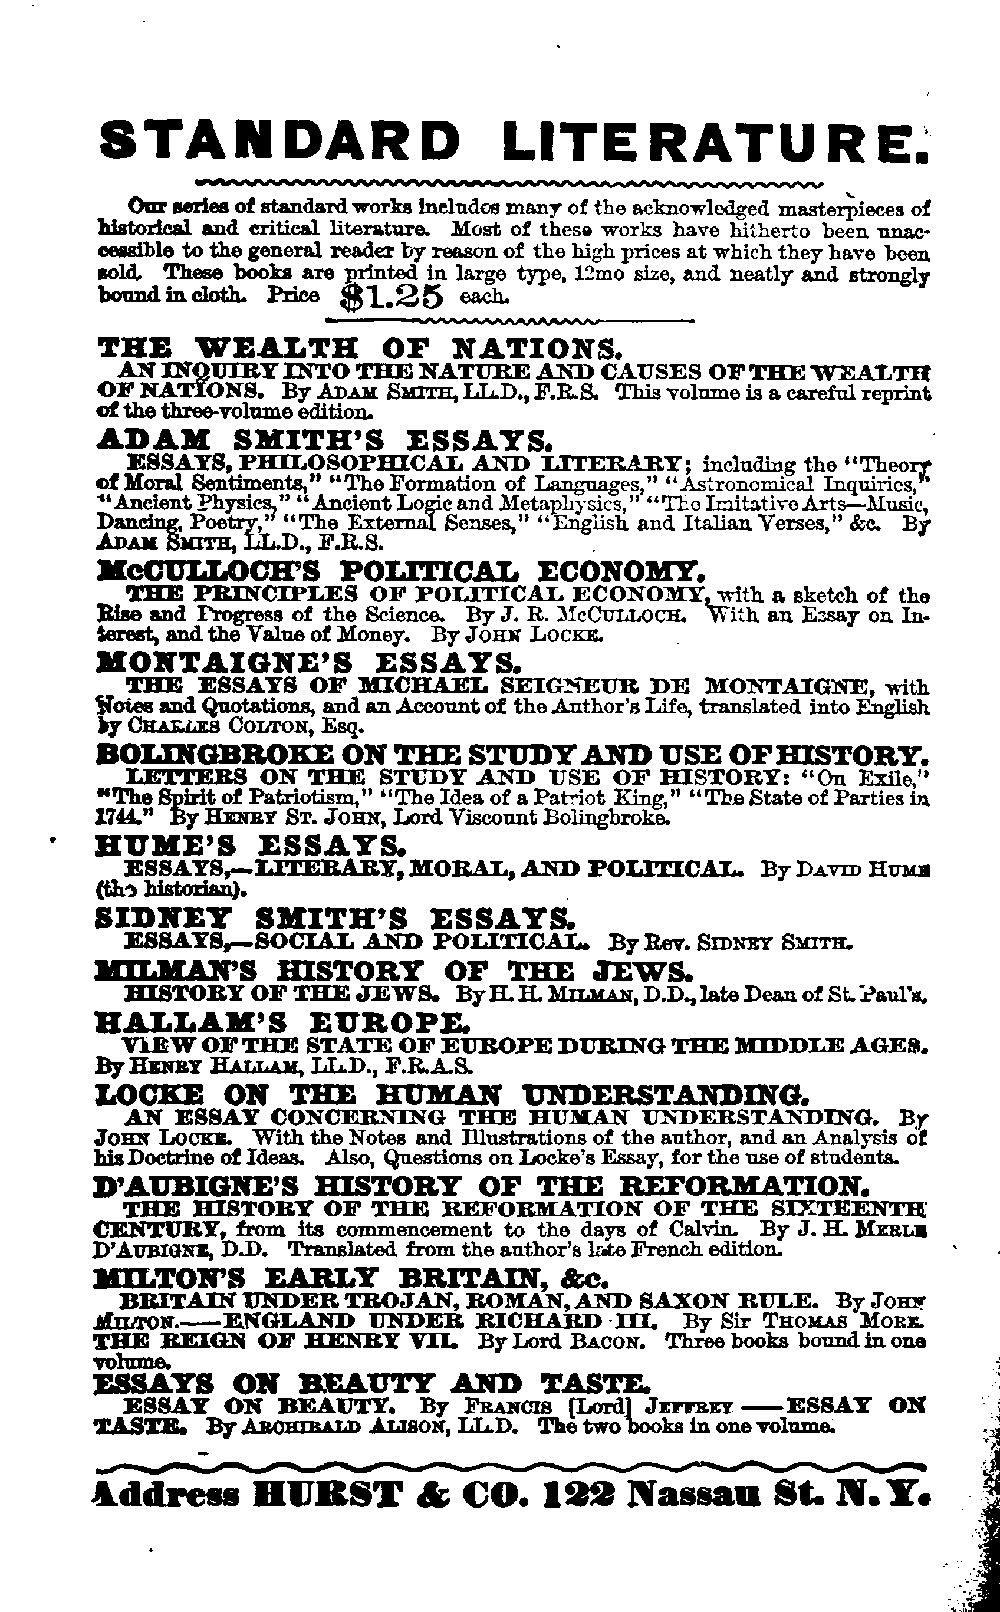 STANDARD LITERATURE.
Our series of standard works includes many of the acknowledged masterpieces of
historical and critical literature. Most of these works have hitherto been unac-
cessible to the general reader by reason of the high prices at which they have been
sold. These books are printed in large type, 12mo size, and neatly and strongly
bound in cloth. Price $1.25 each.
THE WEALTH OF NATIONS.
AN INQUIRY INTO THE NATURE AND CAUSES OF THE WEALTH
OF NATIONS. By ADAM SMITH, LL.D., F.R.S. This volume is a careful reprint
of the three-volume edition.
ADAM SMITH'S ESSAYS.
ESSAYS, PHILOSOPHICAL AND LITERARY; including the "Theory
of Moral Sentiments," "The Formation of Languages," "Astronomical Inquiries,"
"Ancient Physics," "Ancient Logic and Metaphysics," "The Imitative Arts—Music,
Dancing, Poetry," "The External Senses," "English and Italian Verses," &c. By
ADAM SMITH, LL.D., F.R.S.
McCULLOCH'S POLITICAL ECONOMY.
THE PRINCIPLES OF POLITICAL ECONOMY, with a sketch of the
Rise and Progress of the Science. By J. R. McCULLOCH. With an Essay on In-
terest, and the Value of Money. By JOHN LOCKE.
MONTAIGNE'S ESSAYS.
THE ESSAYS OF MICHAEL SEIGNEUR DE MONTAIGNE, with
Notes and Quotations, and an Account of the Author's Life, translated into English
by CHARLES COLTON, Esq.
BOLINGBROKE ON THE STUDY AND USE OF HISTORY.
LETTERS ON THE STUDY AND USE OF HISTORY: "On Exile,"
"The Spirit of Patriotism," "The Idea of a Patriot King," "The State of Parties in
1744." By HENRY ST. JOHN, Lord Viscount Bolingbroke.
HUME'S ESSAYS.
ESSAYS,—LITERARY, MORAL, AND POLITICAL. By DAVID HUME
(the historian).
SIDNEY SMITH'S ESSAYS.
ESSAYS,—SOCIAL AND POLITICAL. By Rev. SIDNEY SMITH.
MILMAN'S HISTORY OF THE JEWS.
HISTORY OF THE JEWS. By H. H. MILMAN, D.D., late Dean of St. Paul's.
HALLAM'S EUROPE.
VIEW OF THE STATE OF EUROPE DURING THE MIDDLE AGES.
By HENRY HALLAM, LL.D., F.R.A.S.
LOCKE ON THE HUMAN UNDERSTANDING.
AN ESSAY CONCERNING THE HUMAN UNDERSTANDING. By
JOHN LOCKE. With the Notes and Illustrations of the author, and an Analysis of
his Doctrine of Ideas. Also, Questions on Locke's Essay, for the use of students.
D'AUBIGNE'S HISTORY OF THE REFORMATION.
THE HISTORY OF THE REFORMATION OF THE SIXTEENTH
CENTURY, from its commencement to the days of Calvin. By J. H. MERLE
D'AUBIGNE, D.D. Translated from the author's late French edition.
MILTON'S EARLY BRITAIN, &c.
BRITAIN UNDER TROJAN, ROMAN, AND SAXON RULE. By JOHN
MILTON.——ENGLAND UNDER RICHARD III. By Sir THOMAS MORE.
THE REIGN OF HENRY VII. By Lord BACON. Three books bound in one
volume.
ESSAYS ON BEAUTY AND TASTE.
ESSAY ON BEAUTY. By FRANCIS [Lord] JEFFREY——ESSAY ON
TASTE. By ARCHIBALD ALISON, LL.D. The two books in one volume.
Address HURST & CO. 122 Nassau St. N.Y.